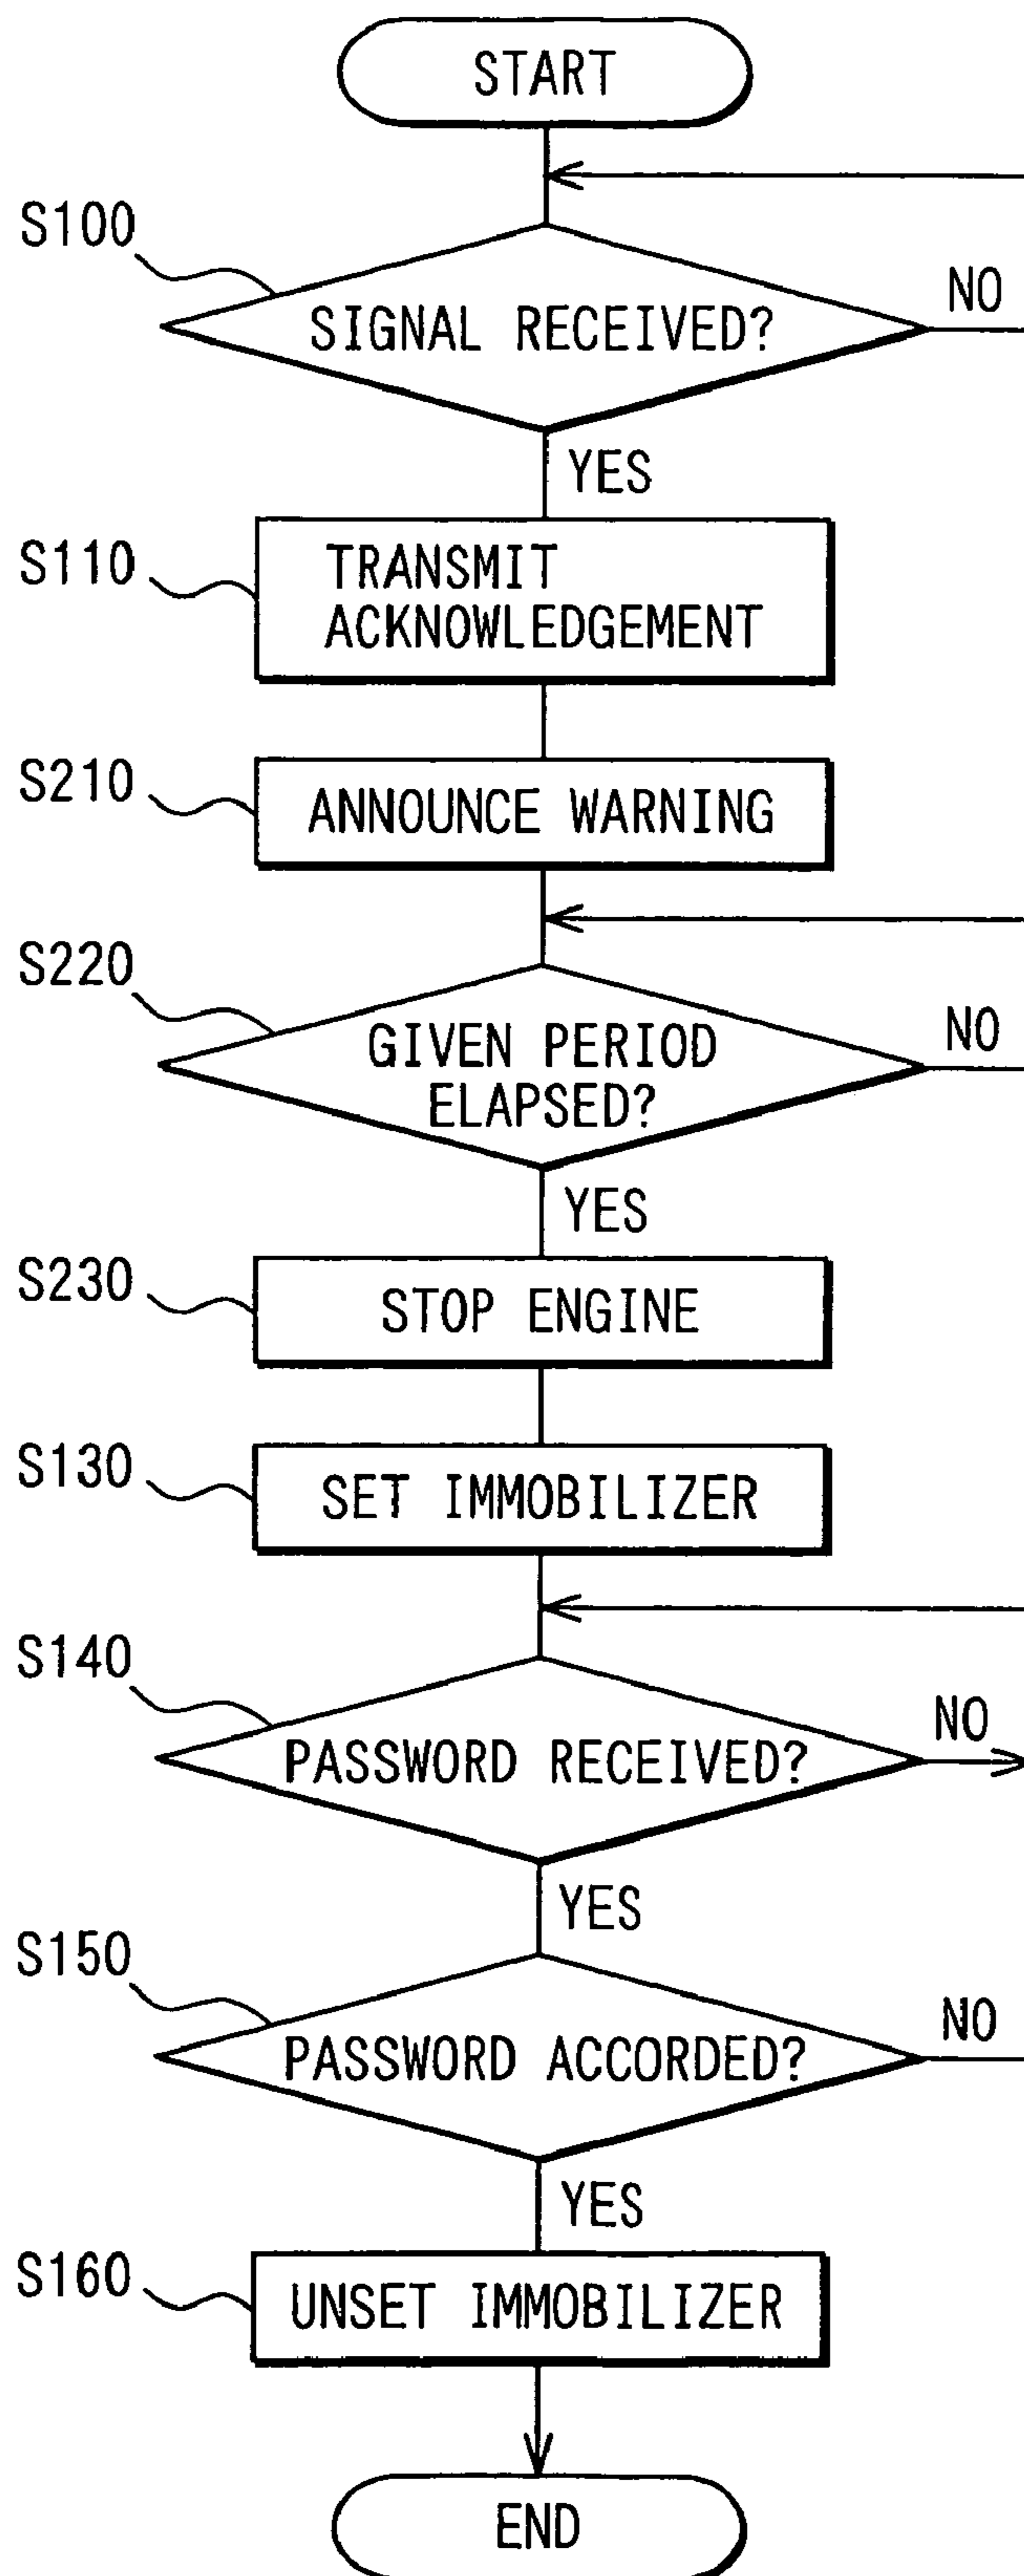 START
S100
SIGNAL RECEIVED?
NO
YES
S110
TRANSMIT
ACKNOWLEDGEMENT
S210
ANNOUNCE WARNING
S220
GIVEN PERIOD
ELAPSED?
NO
YES
S230
STOP ENGINE
S130
SET IMMOBILIZER
S140
PASSWORD RECEIVED?
NO
YES
S150
PASSWORD ACCORDED?
NO
YES
S160
UNSET IMMOBILIZER
END